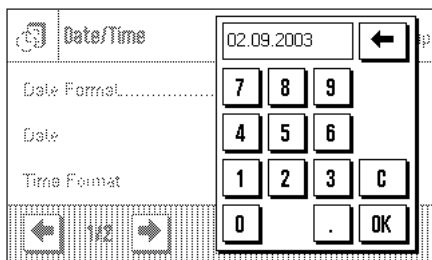 Date/Time
02.09.2003
Date Format
7 8 9
Date
4 5 6
Time Format
1 2 3 C
1/2
0 . OK